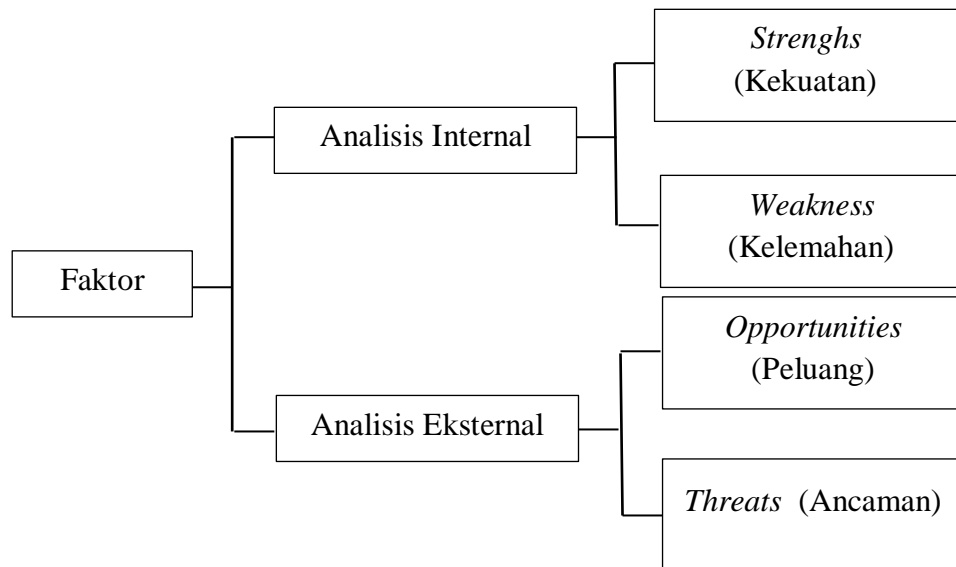 Faktor
Analisis Internal
Strenghs
(Kekuatan)
Weakness
(Kelemahan)
Analisis Eksternal
Opportunities
(Peluang)
Threats (Ancaman)